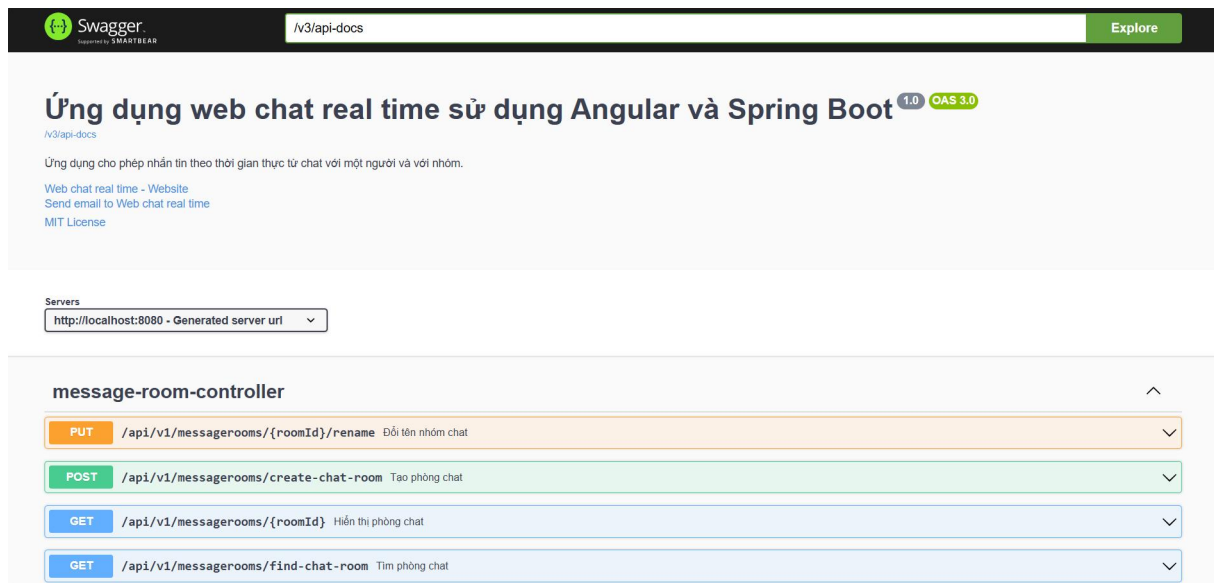 {··} Swagger.
Supported by SMARTBEAR
/v3/api-docs
Explore
Ứng dụng web chat real time sử dụng Angular và Spring Boot 1.0 OAS 3.0
/v3/api-docs
Ứng dụng cho phép nhắn tin theo thời gian thực từ chat với một người và với nhóm.
Web chat real time - Website
Send email to Web chat real time
MIT License
Servers
http://localhost:8080 - Generated server url
message-room-controller
PUT /api/v1/messagerooms/{roomId}/rename Đổi tên nhóm chat
POST /api/v1/messagerooms/create-chat-room Tạo phòng chat
GET /api/v1/messagerooms/{roomId} Hiển thị phòng chat
GET /api/v1/messagerooms/find-chat-room Tìm phòng chat